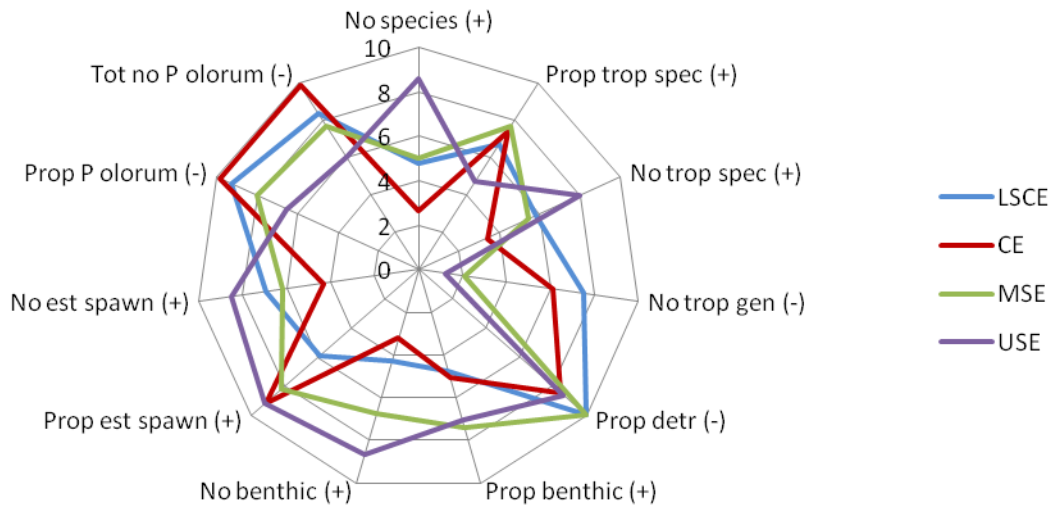 No species (+)
10
Tot no P olorum (-)
Prop trop spec (+)
8
6
Prop P olorum (-)
No trop spec (+)
4
LSCE
2
CE
0
No est spawn (+)
No trop gen (-)
MSE
USE
Prop est spawn (+)
Prop detr (-)
No benthic (+)
Prop benthic (+)